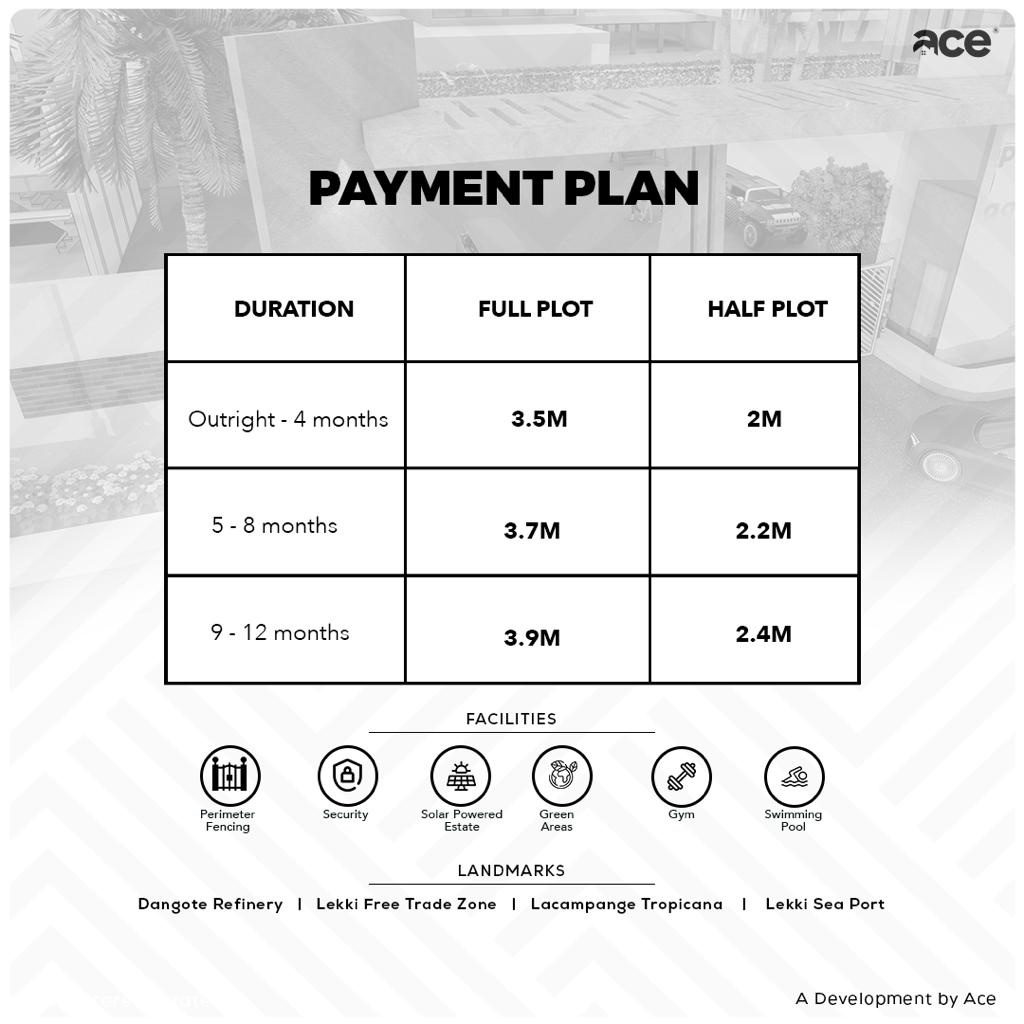 ace
PAYMENT PLAN
DURATION FULL PLOT HALF PLOT
Outright - 4 months 3.5M 2M
5 - 8 months 3.7M 2.2M
9 - 12 months 3.9M 2.4M
FACILITIES
Perimeter Fencing
Security
Solar Powered Estate
Green Areas
Gym
Swimming Pool
LANDMARKS
Dangote Refinery | Lekki Free Trade Zone | Lacampange Tropicana | Lekki Sea Port
A Development by Ace